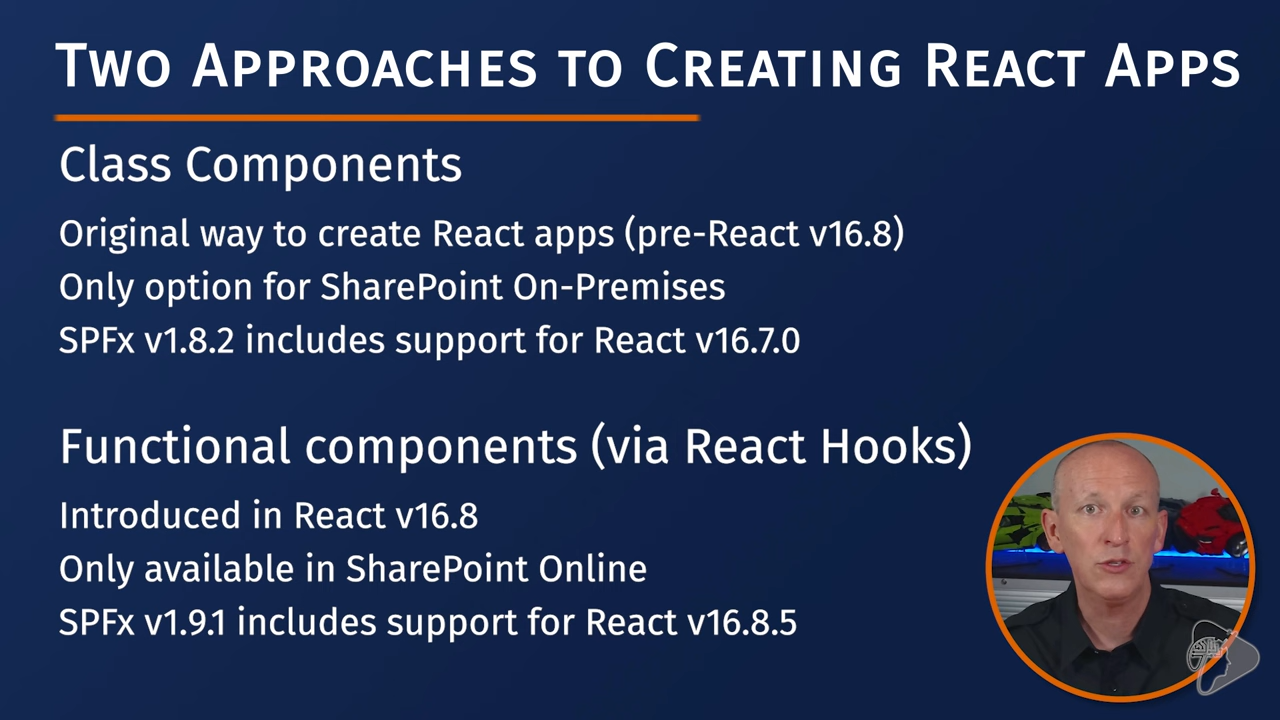 Two Approaches to Creating React Apps
Class Components
Original way to create React apps (pre-React v16.8)
Only option for SharePoint On-Premises
SPFx v1.8.2 includes support for React v16.7.0
Functional components (via React Hooks)
Introduced in React v16.8
Only available in SharePoint Online
SPFx v1.9.1 includes support for React v16.8.5